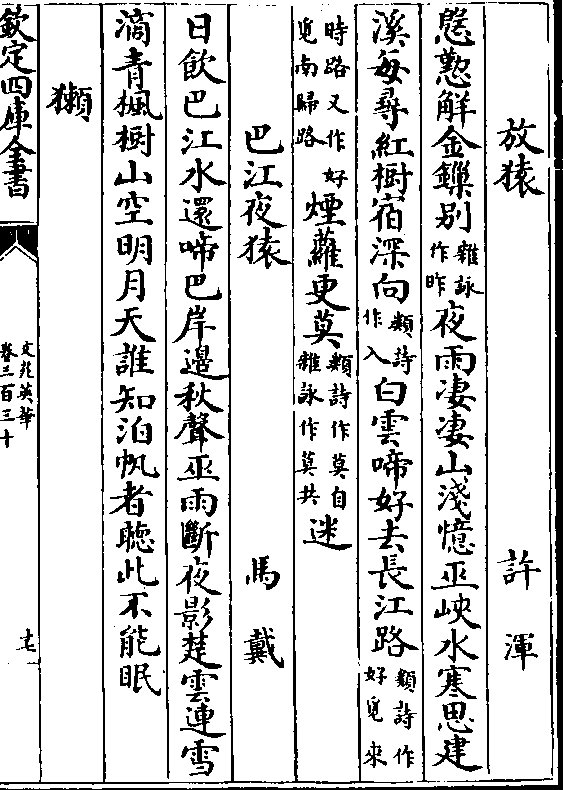 放猿 許渾
慇懃解金鏁别雜詠作昨夜雨凄凄山淺憶巫峽水寒思建
溪每尋紅樹宿深向類詩作入白雲啼好去長江路類詩作好覓來
時路又作好覓南歸路煙蘿更莫類詩作莫自雜詠作莫共迷
巴江夜猿 馬戴
日飲巴江水還啼巴岸邉秋聲巫雨斷夜影楚雲連雪
滴青楓樹山空明月天誰知泊帆者聴此不能眠
獺
欽定四庫全書
文苑英華
卷三百三十
十七